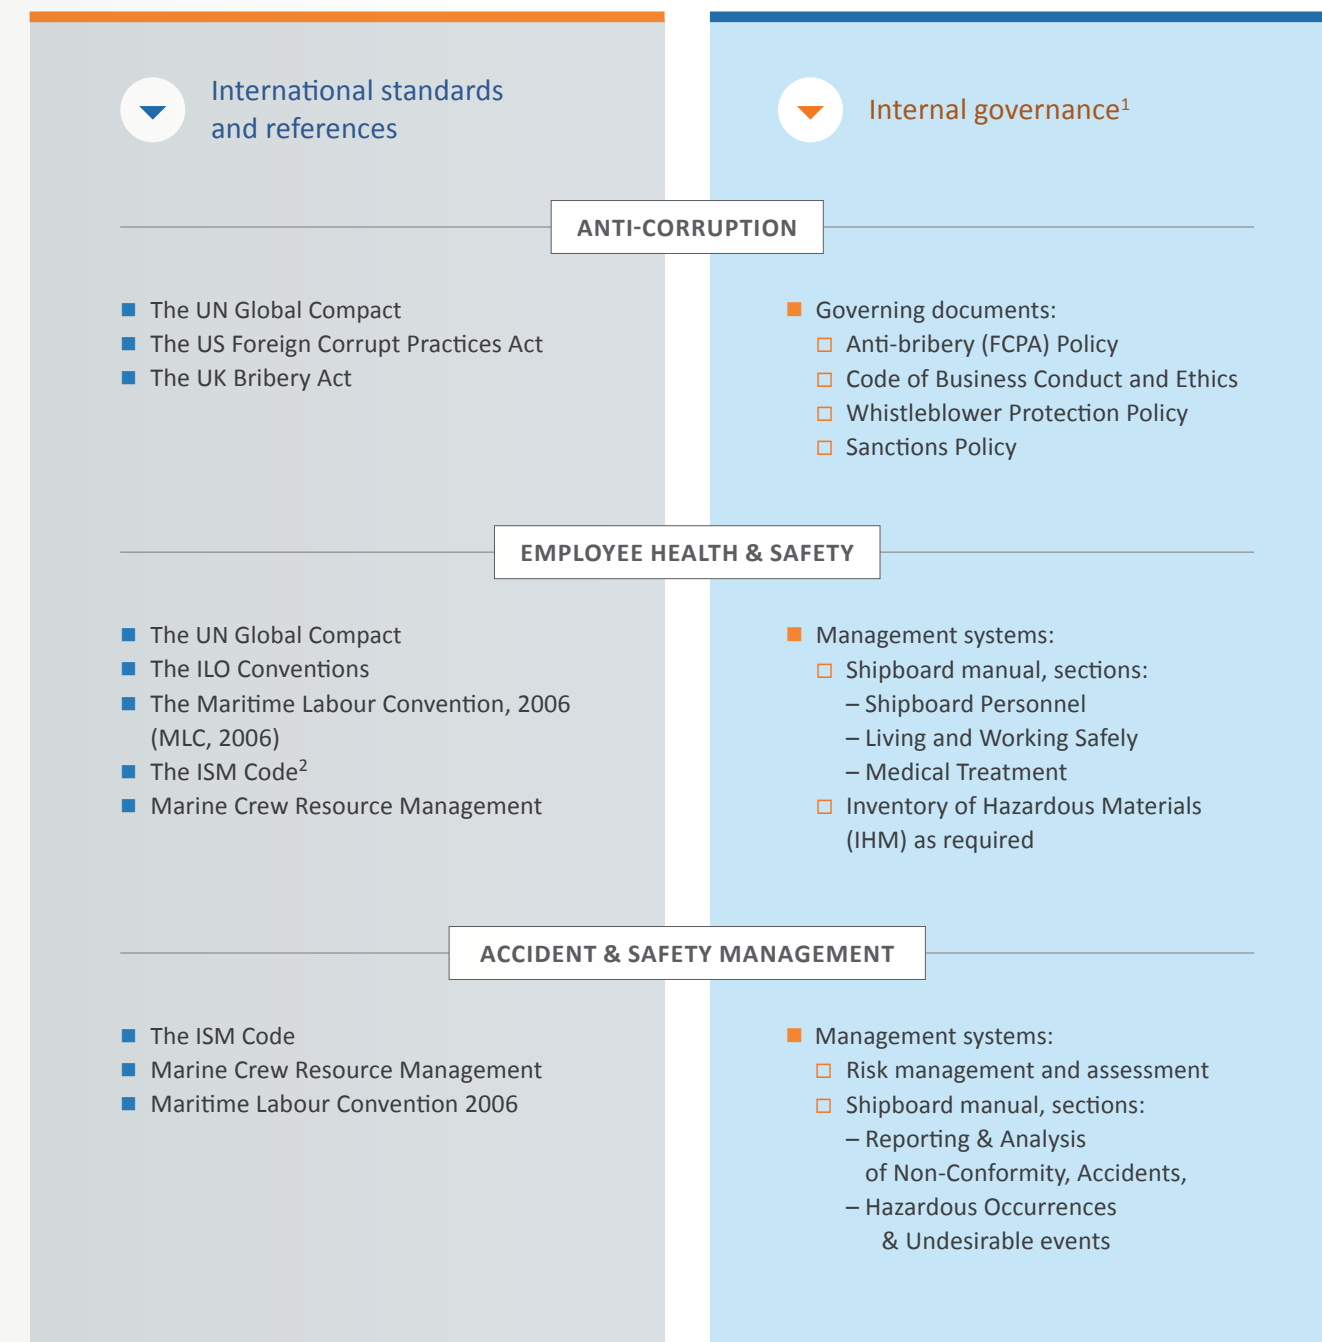 International standards
and references
Internal governance1
ANTI-CORRUPTION
The UN Global Compact
The US Foreign Corrupt Practices Act
The UK Bribery Act
Governing documents:
Anti-bribery (FCPA) Policy
Code of Business Conduct and Ethics
Whistleblower Protection Policy
Sanctions Policy
EMPLOYEE HEALTH & SAFETY
The UN Global Compact
The ILO Conventions
The Maritime Labour Convention, 2006
(MLC, 2006)
The ISM Code2
Marine Crew Resource Management
Management systems:
Shipboard manual, sections:
– Shipboard Personnel
– Living and Working Safely
– Medical Treatment
Inventory of Hazardous Materials
(IHM) as required
ACCIDENT & SAFETY MANAGEMENT
The ISM Code
Marine Crew Resource Management
Maritime Labour Convention 2006
Management systems:
Risk management and assessment
Shipboard manual, sections:
– Reporting & Analysis
of Non-Conformity, Accidents,
– Hazardous Occurrences
& Undesirable events